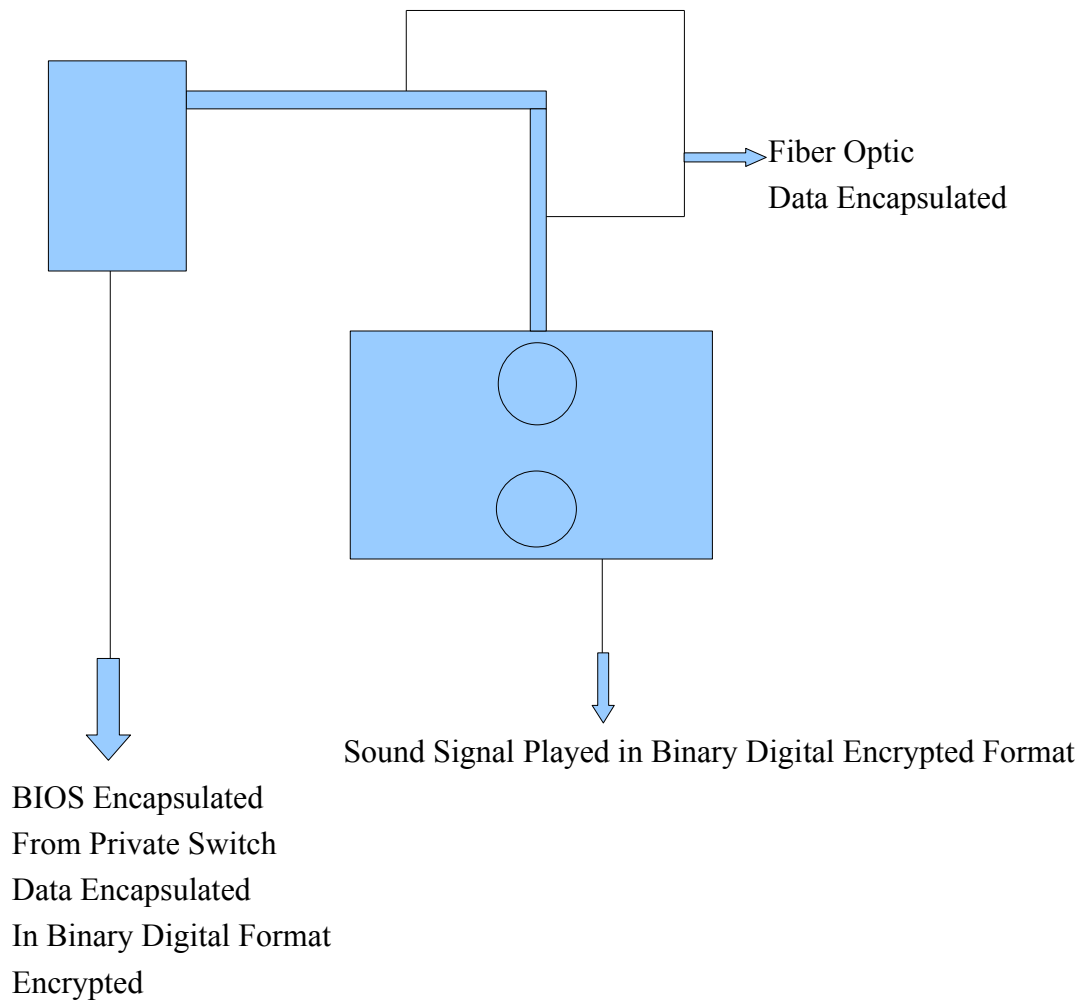 Fiber Optic
Data Encapsulated
Sound Signal Played in Binary Digital Encrypted Format
BIOS Encapsulated
From Private Switch
Data Encapsulated
In Binary Digital Format
Encrypted